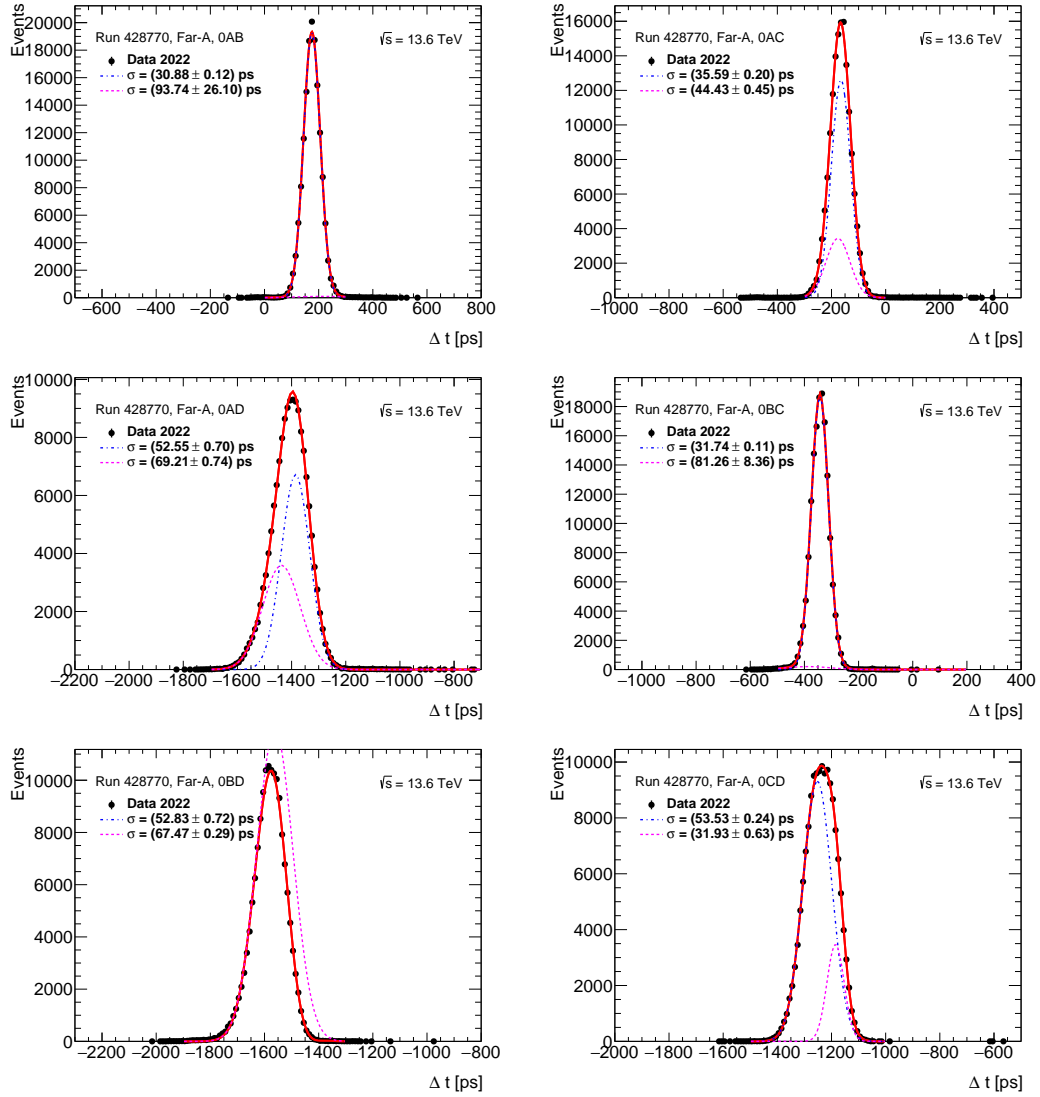 Events
20000
18000
16000
14000
12000
10000
8000
6000
4000
2000
0
Run 428770, Far-A, 0AB
√s = 13.6 TeV
Data 2022
σ = (30.88 ± 0.12) ps
σ = (93.74 ± 26.10) ps
−600 −400 −200 0 200 400 600 800
Δ t [ps]
Events
16000
14000
12000
10000
8000
6000
4000
2000
0
Run 428770, Far-A, 0AC
√s = 13.6 TeV
Data 2022
σ = (35.59 ± 0.20) ps
σ = (44.43 ± 0.45) ps
−1000 −800 −600 −400 −200 0 200 400
Δ t [ps]
Events
10000
8000
6000
4000
2000
0
Run 428770, Far-A, 0AD
√s = 13.6 TeV
Data 2022
σ = (52.55 ± 0.70) ps
σ = (69.21 ± 0.74) ps
−2200 −2000 −1800 −1600 −1400 −1200 −1000 −800
Δ t [ps]
Events
18000
16000
14000
12000
10000
8000
6000
4000
2000
0
Run 428770, Far-A, 0BC
√s = 13.6 TeV
Data 2022
σ = (31.74 ± 0.11) ps
σ = (81.26 ± 8.36) ps
−1000 −800 −600 −400 −200 0 200 400
Δ t [ps]
Events
10000
8000
6000
4000
2000
0
Run 428770, Far-A, 0BD
√s = 13.6 TeV
Data 2022
σ = (52.83 ± 0.72) ps
σ = (67.47 ± 0.29) ps
−2200 −2000 −1800 −1600 −1400 −1200 −1000 800
Δ t [ps]
Events
10000
8000
6000
4000
2000
0
Run 428770, Far-A, 0CD
√s = 13.6 TeV
Data 2022
σ = (53.53 ± 0.24) ps
σ = (31.93 ± 0.63) ps
−2000 −1800 −1600 −1400 −1200 −1000 −800 −600
Δ t [ps]